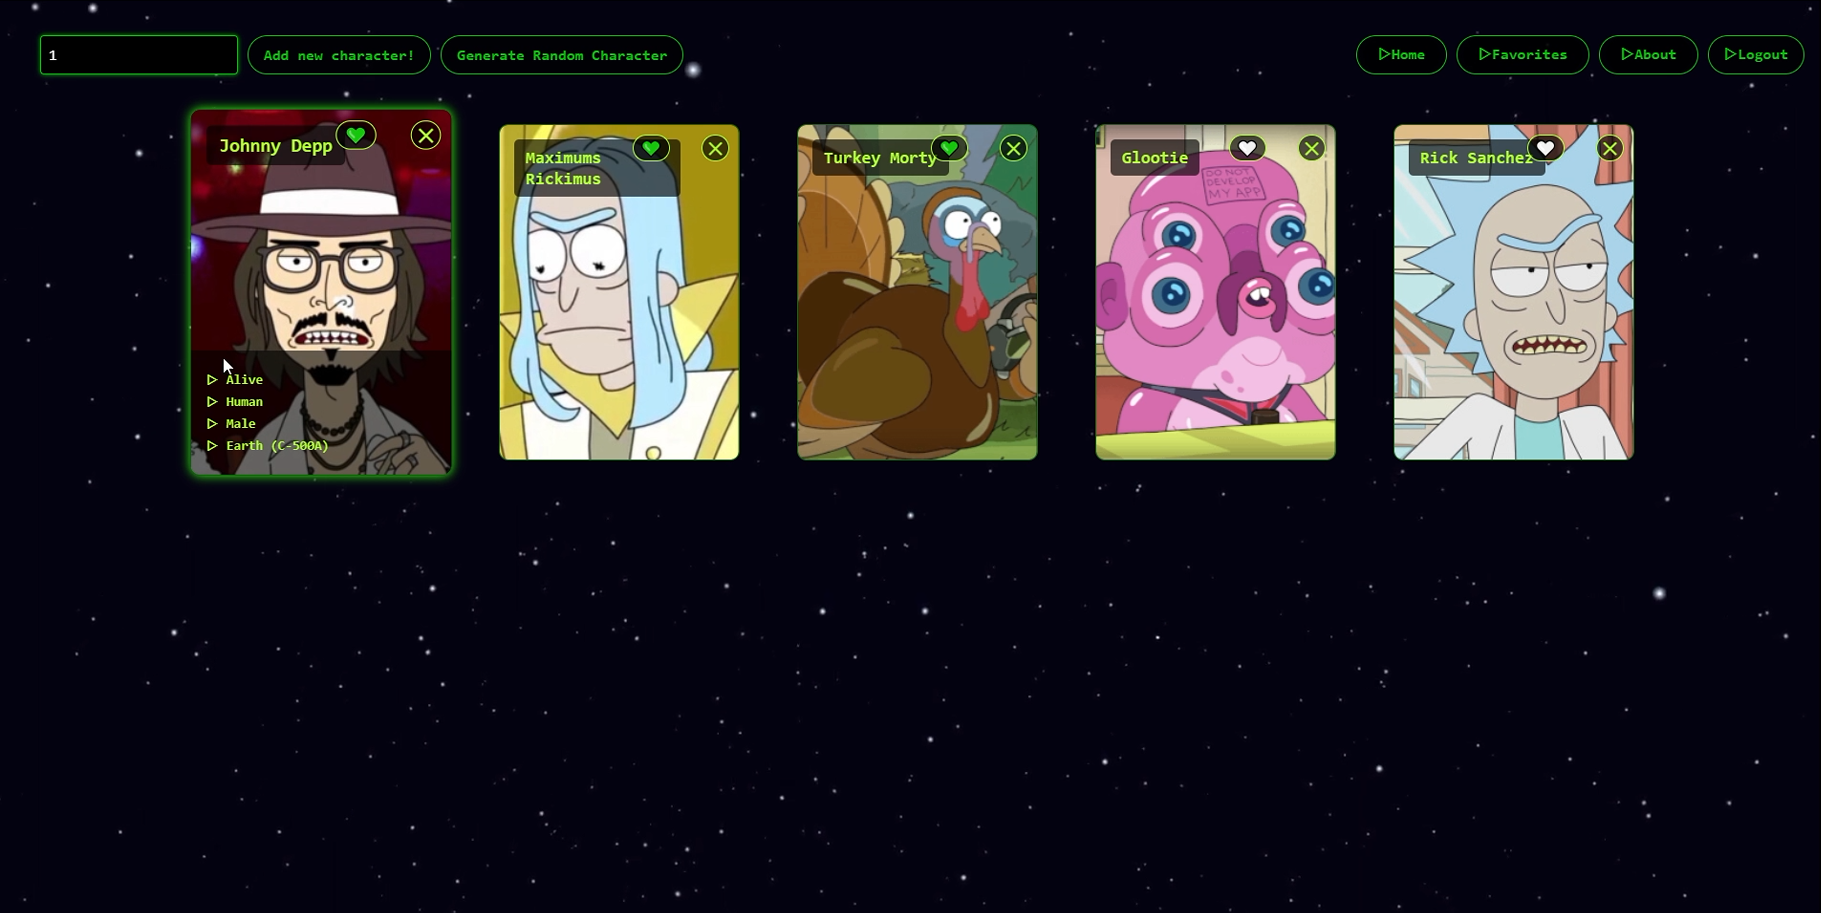 1
Add new character!
Generate Random Character
Home
Favorites
About
Logout
Johnny Depp
Alive
Human
Male
Earth (C-500A)
Maximums
Rickimus
Turkey Morty
Glootie
DO NOT
DEVELOP
MY APP
Rick Sanchez